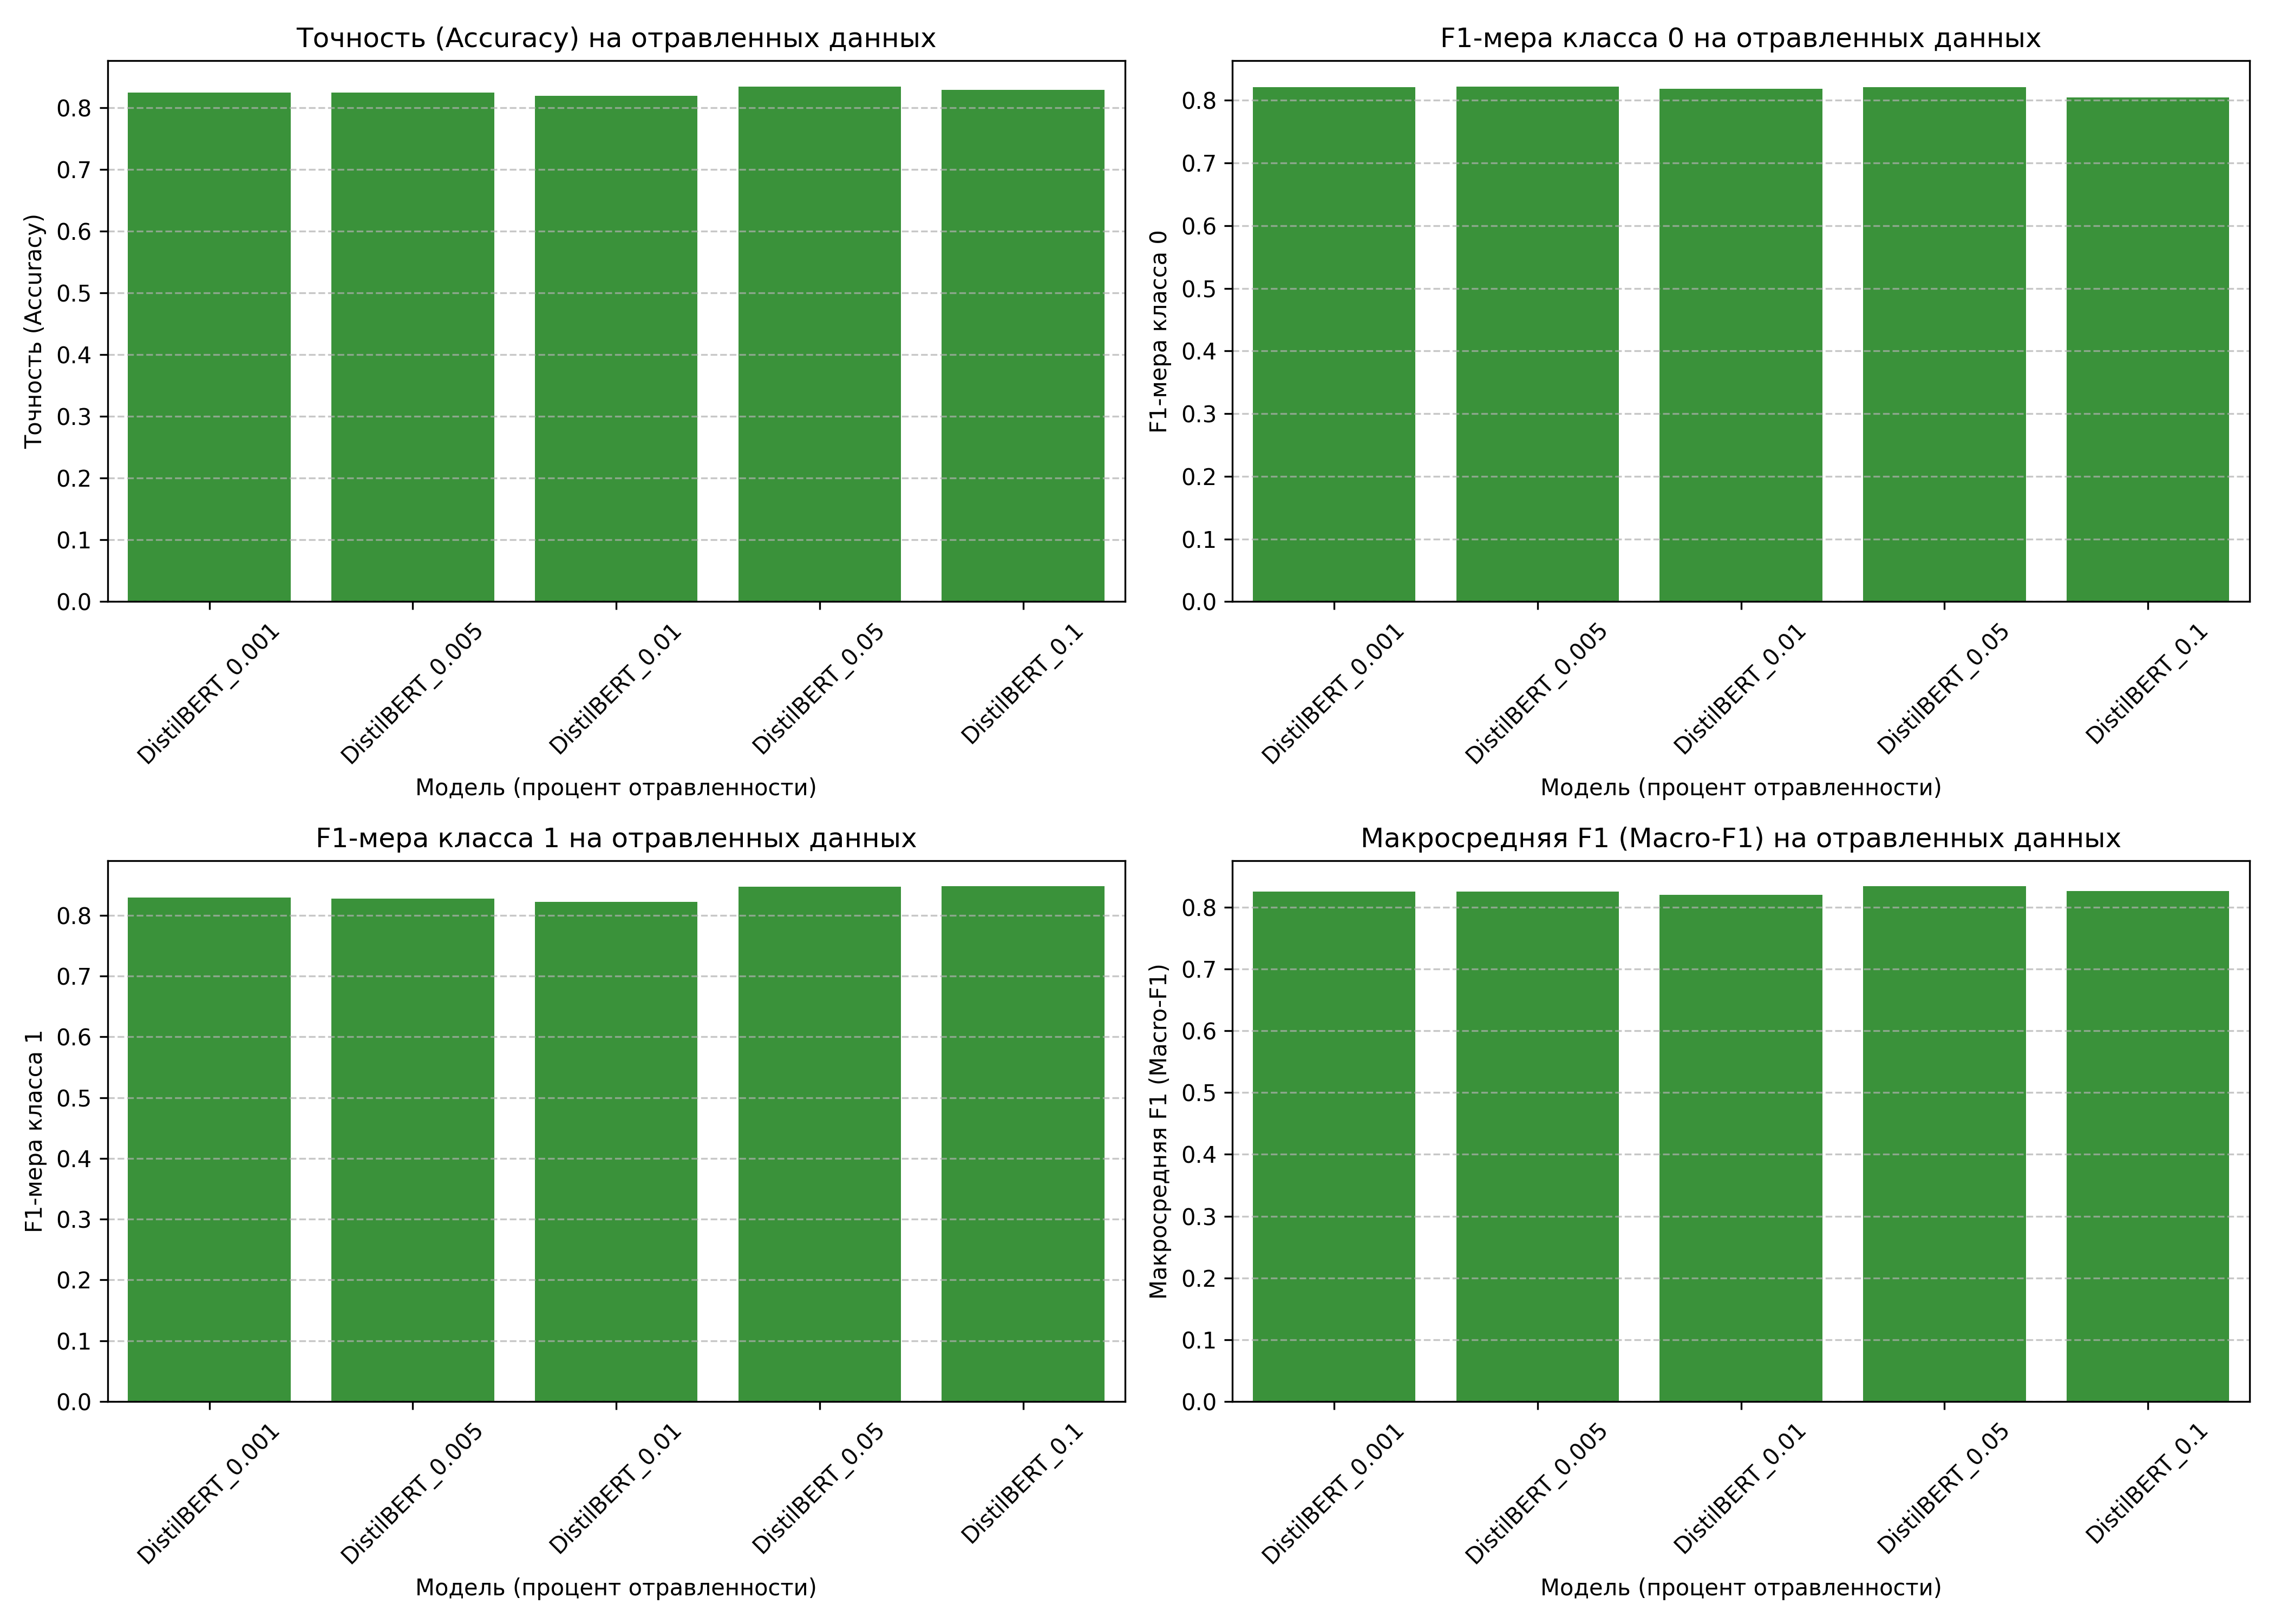 Точность (Accuracy) на отравленных данных
Точность (Accuracy)
0.8
0.7
0.6
0.5
0.4
0.3
0.2
0.1
0.0
DistilBERT_0.001
DistilBERT_0.005
DistilBERT_0.01
DistilBERT_0.05
DistilBERT_0.1
Модель (процент отравленности)
F1-мера класса 0 на отравленных данных
F1-мера класса 0
0.8
0.7
0.6
0.5
0.4
0.3
0.2
0.1
0.0
DistilBERT_0.001
DistilBERT_0.005
DistilBERT_0.01
DistilBERT_0.05
DistilBERT_0.1
Модель (процент отравленности)
F1-мера класса 1 на отравленных данных
F1-мера класса 1
0.8
0.7
0.6
0.5
0.4
0.3
0.2
0.1
0.0
DistilBERT_0.001
DistilBERT_0.005
DistilBERT_0.01
DistilBERT_0.05
DistilBERT_0.1
Модель (процент отравленности)
Макросредняя F1 (Macro-F1) на отравленных данных
Макросредняя F1 (Macro-F1)
0.8
0.7
0.6
0.5
0.4
0.3
0.2
0.1
0.0
DistilBERT_0.001
DistilBERT_0.005
DistilBERT_0.01
DistilBERT_0.05
DistilBERT_0.1
Модель (процент отравленности)